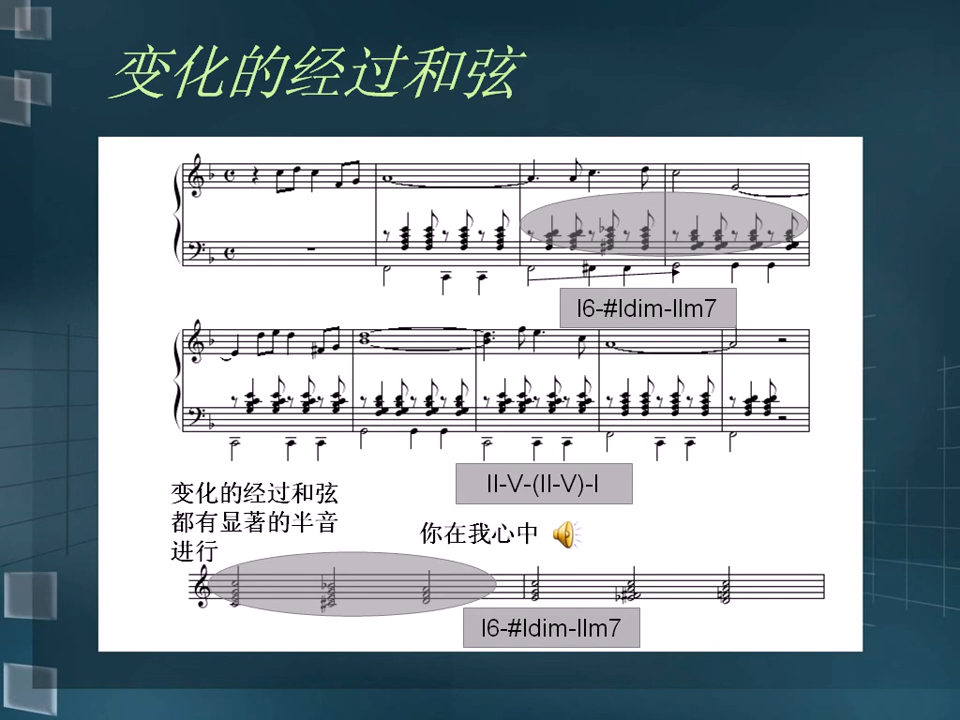 变化的经过和弦
I6-#Idim-IIm7
II-V-(II-V)-I
变化的经过和弦
都有显著的半音
进行
你在我心中
I6-#Idim-IIm7